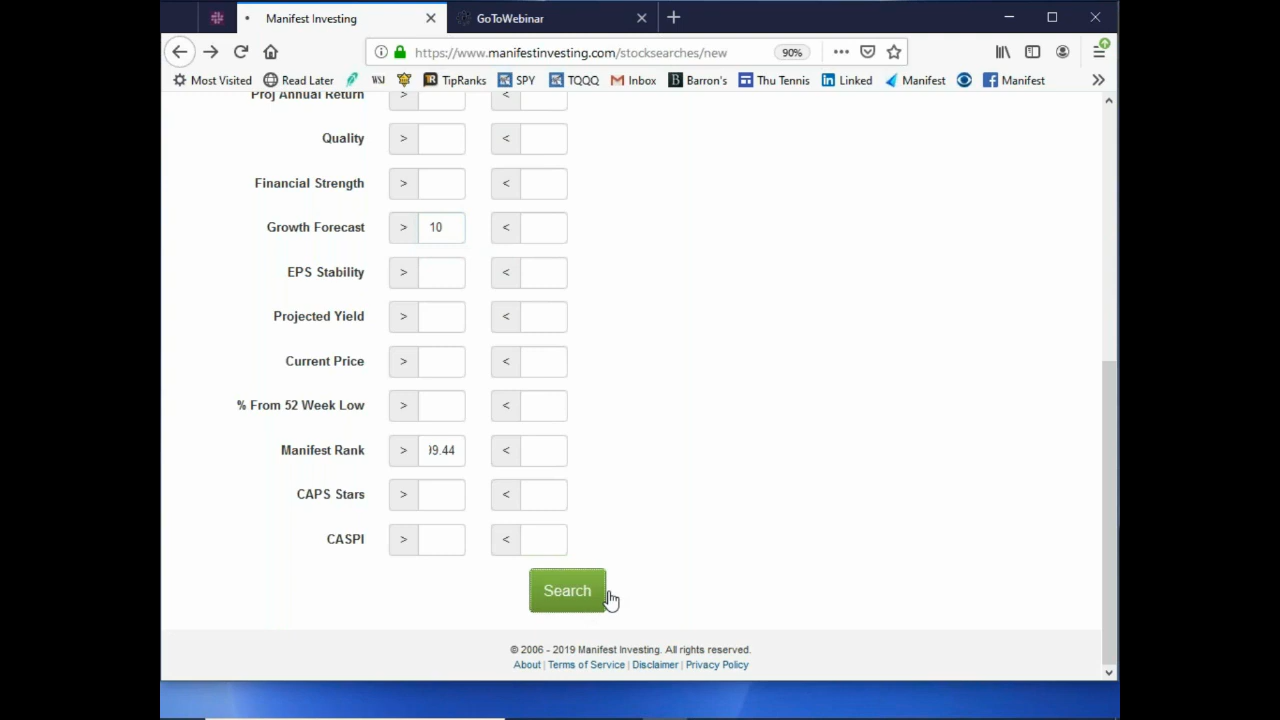 Manifest Investing
GoToWebinar
https://www.manifestinvesting.com/stocksearches/new
90%
Most Visited
Read Later
WSJ
TipRanks
SPY
TQQQ
Inbox
Barron's
Thu Tennis
Linked
Manifest
Manifest
Proj Annual Return > <
Quality > <
Financial Strength > <
Growth Forecast > 10 <
EPS Stability > <
Projected Yield > <
Current Price > <
% From 52 Week Low > <
Manifest Rank > 99.44 <
CAPS Stars > <
CASPI > <
Search
© 2006 - 2019 Manifest Investing. All rights reserved.
About | Terms of Service | Disclaimer | Privacy Policy